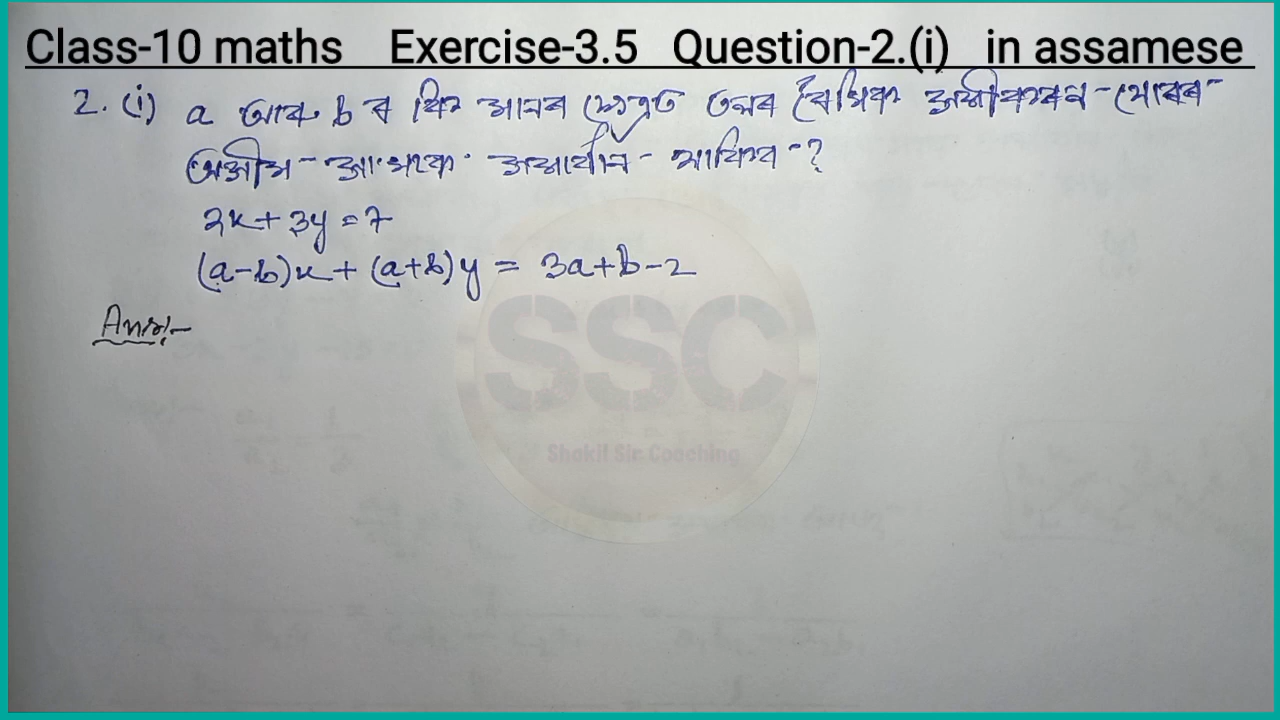 Class-10 maths Exercise-3.5 Question-2.(i) in assamese
2. (i) a আৰু b ৰ কি মানৰ ক্ষেত্ৰত তলৰ ৰৈখিক সমীকৰণ যোৰৰ
অসীম সংখ্যক সমাধান থাকিব ?
2x + 3y = 7
(a-b)x + (a+b)y = 3a+b-2
Ans:-
SSC
Shakil Sir Coaching